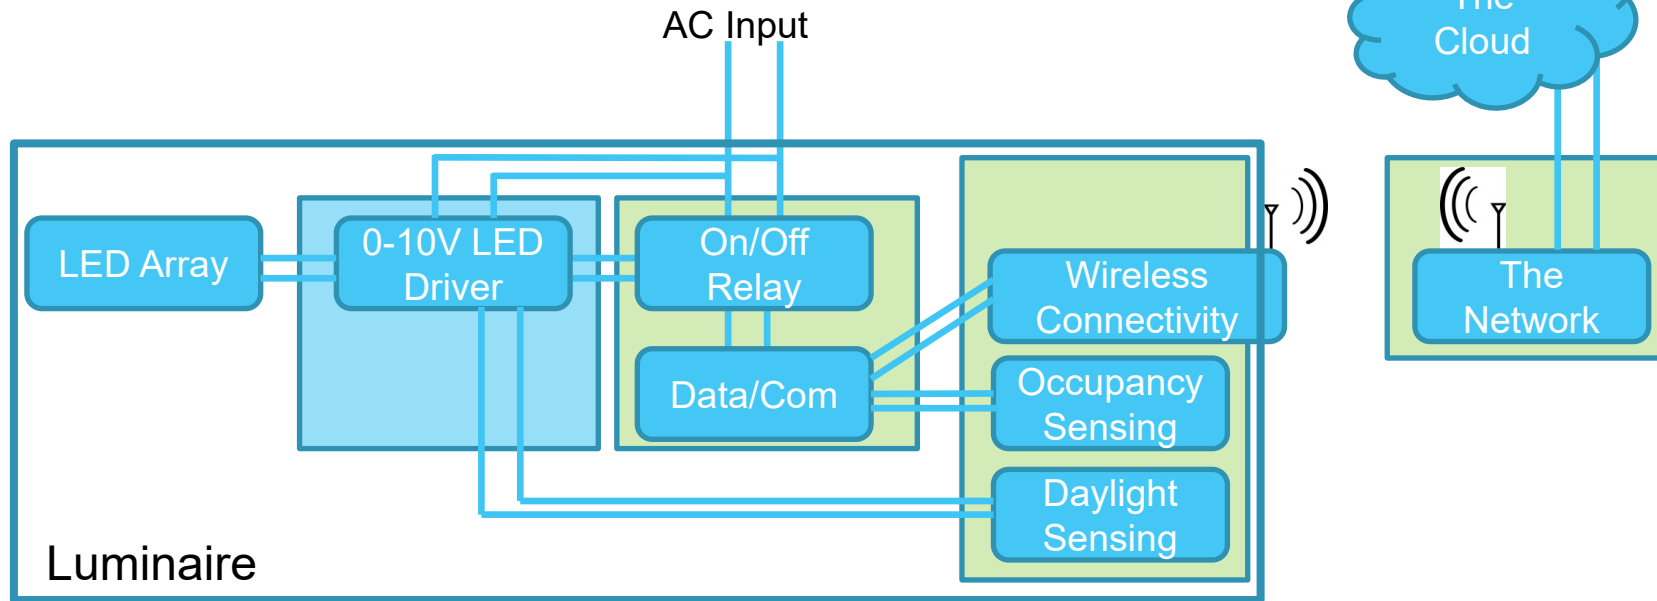 AC Input
The
Cloud
LED Array
0-10V LED
Driver
On/Off
Relay
Wireless
Connectivity
The
Network
Data/Com
Occupancy
Sensing
Daylight
Sensing
Luminaire